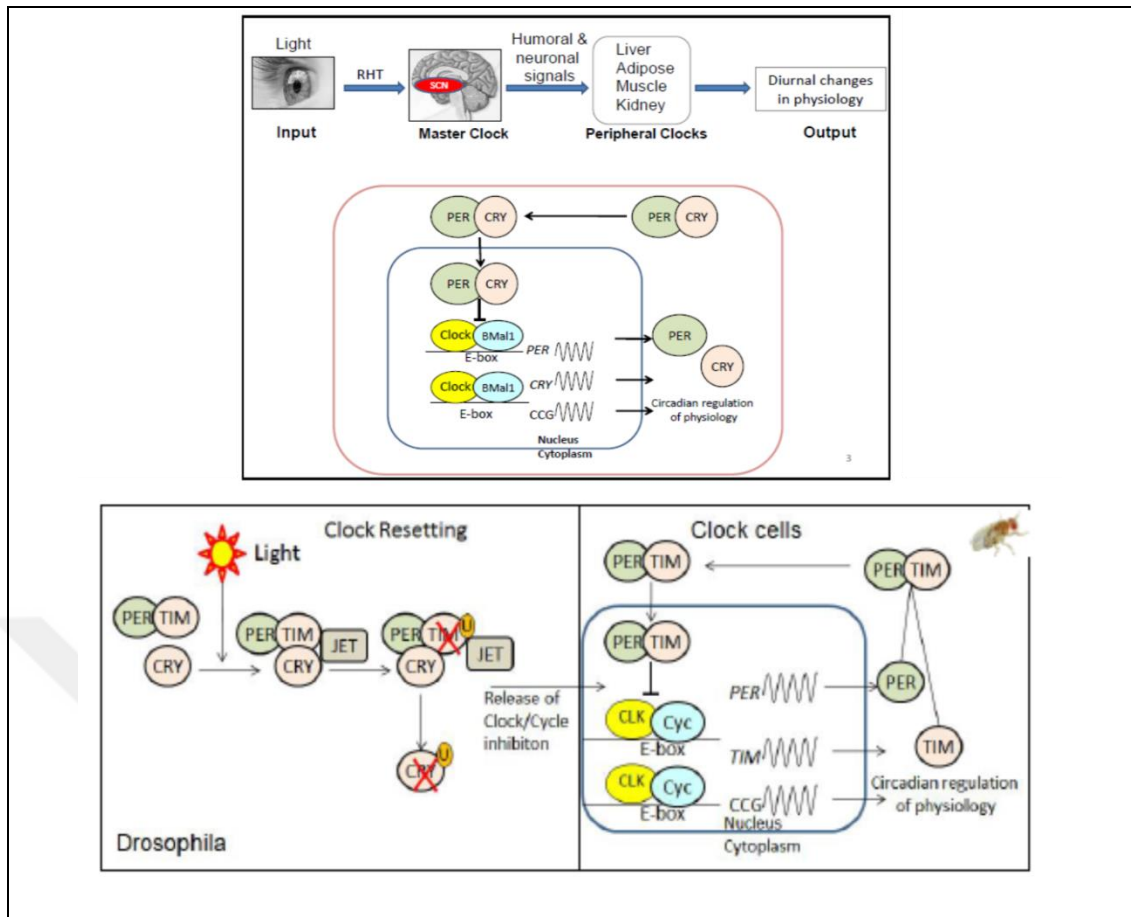 Light
RHT
SCN
Humoral &
neuronal
signals
Liver
Adipose
Muscle
Kidney
Diurnal changes
in physiology
Input
Master Clock
Peripheral Clocks
Output
PER CRY
PER CRY
PER CRY
Clock BMal1
E-box
PER
PER
CRY
Clock BMal1
E-box
CRY
CCG
Circadian regulation
of physiology
Nucleus
Cytoplasm
3
Clock Resetting
Light
PER TIM
CRY
PER TIM
CRY
JET
PER TIM U
CRY
JET
CRY U
Release of
Clock/Cycle
inhibiton
Drosophila
Clock cells
PER TIM
PER TIM
PER TIM
CLK Cyc
E-box
PER
PER
TIM
TIM
CLK Cyc
E-box
CCG
Circadian regulation
of physiollogy
Nucleus
Cytoplasm